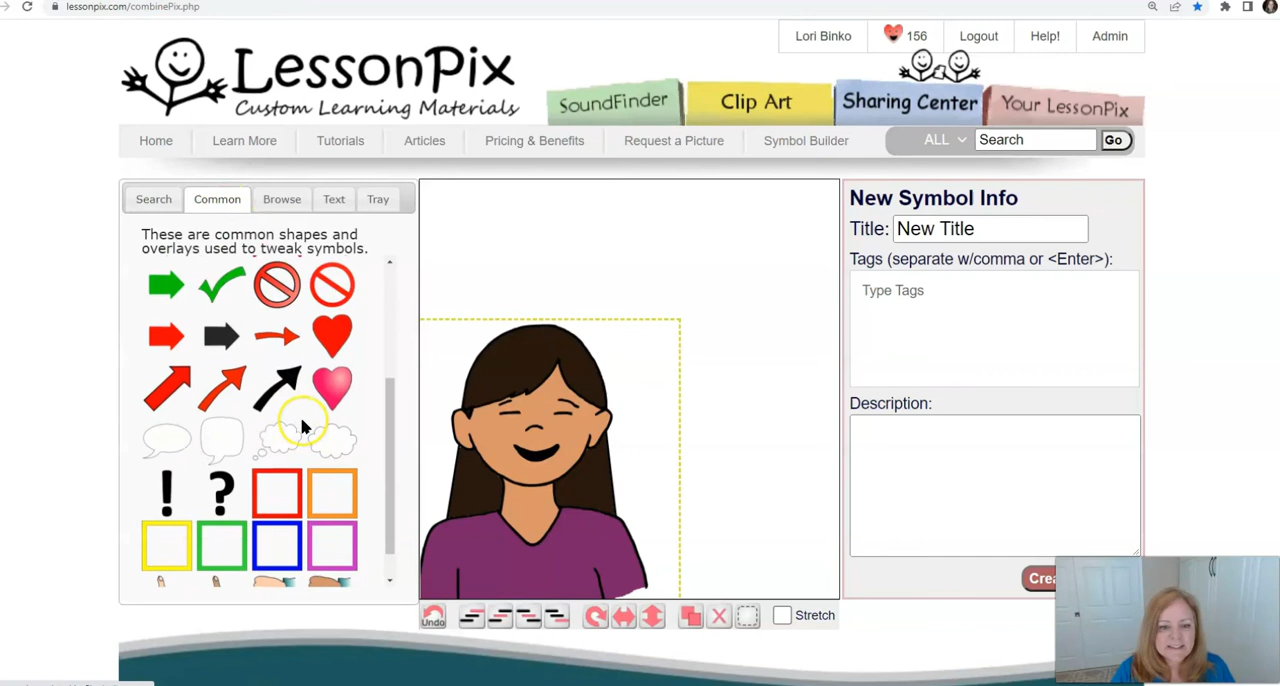 lessonpix.com/combinePix.php
Lori Binko
156
Logout
Help!
Admin
LessonPix
Custom Learning Materials
SoundFinder
Clip Art
Sharing Center
Your LessonPix
Home
Learn More
Tutorials
Articles
Pricing & Benefits
Request a Picture
Symbol Builder
ALL
Search
Go
Search
Common
Browse
Text
Tray
These are common shapes and
overlays used to tweak symbols.
! ?
New Symbol Info
Title: New Title
Tags (separate w/comma or <Enter>):
Type Tags
Description:
Undo
Stretch